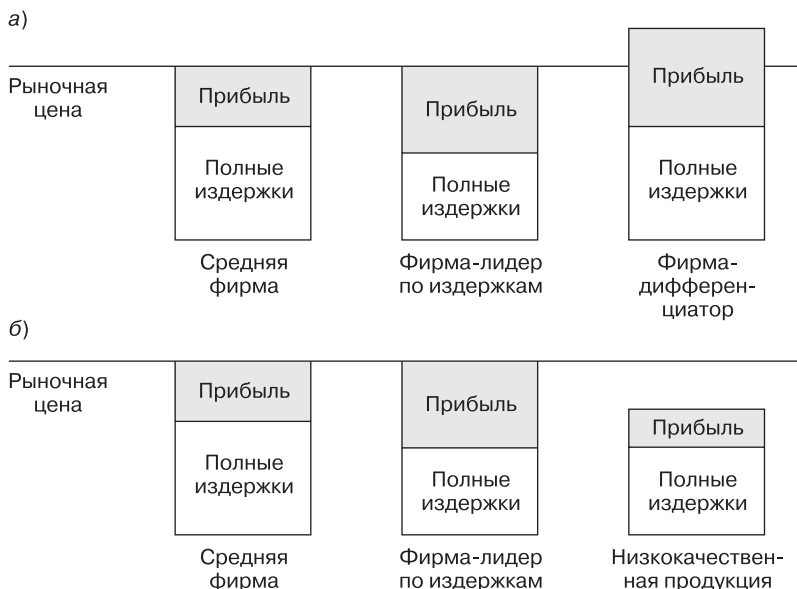 а)
Рыночная
цена
Прибыль
Полные
издержки
Средняя
фирма
Прибыль
Полные
издержки
Фирма-лидер
по издержкам
Прибыль
Полные
издержки
Фирма-
дифферен-
циатор
б)
Рыночная
цена
Прибыль
Полные
издержки
Средняя
фирма
Прибыль
Полные
издержки
Фирма-лидер
по издержкам
Прибыль
Полные
издержки
Низкокачествен-
ная продукция